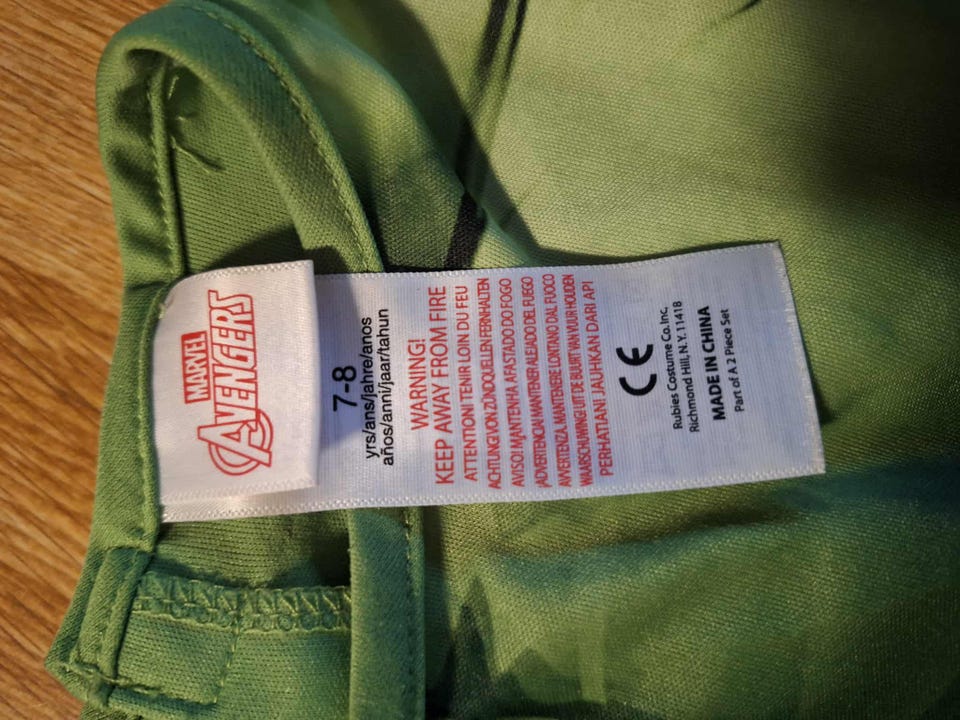 MARVEL
AVENGERS
7-8
yrs/ans/jahre/anos
años/anni/jaar/tahun
WARNING!
KEEP AWAY FROM FIRE
ATTENTION! TENIR LOIN DU FEU
ACHTUNG! VON ZÜNDQUELLEN FERNHALTEN
AVISO! MANTENHA AFASTADO DO FOGO
¡ADVERTENCIA! MANTENER ALEJADO DEL FUEGO
AVVERTENZA. MANTENERE LONTANO DAL FUOCO
WAARSCHUWING! UIT DE BUURT VAN VUUR HOUDEN
PERHATIAN! JAUHKAN DARI API
CE
Rubies Costume Co. Inc,
Richmond Hill, N.Y. 11418
MADE IN CHINA
Part of A 2 Piece Set